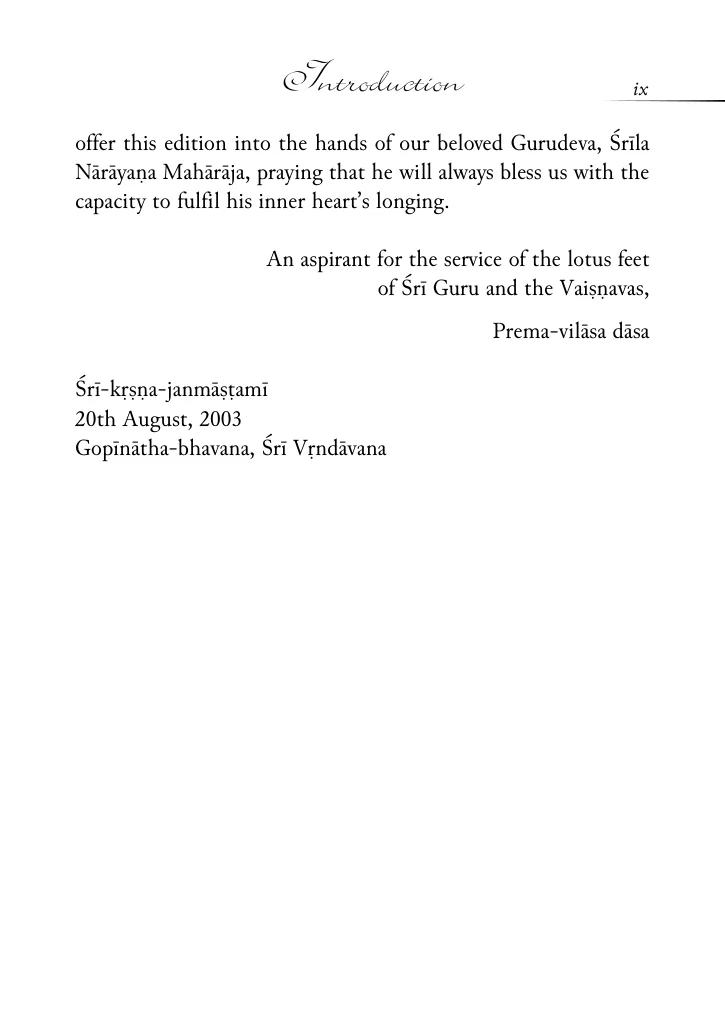 Introduction
ix
offer this edition into the hands of our beloved Gurudeva, Śrīla
Nārāyaṇa Mahārāja, praying that he will always bless us with the
capacity to fulfil his inner heart’s longing.
An aspirant for the service of the lotus feet
of Śrī Guru and the Vaiṣṇavas,
Prema-vilāsa dāsa
Śrī-kṛṣṇa-janmāṣṭamī
20th August, 2003
Gopīnātha-bhavana, Śrī Vṛndāvana